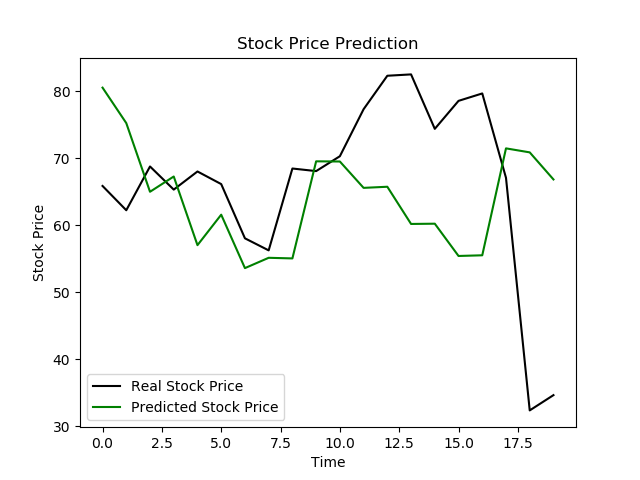 Stock Price Prediction
80
70
60
50
40
30
Stock Price
Real Stock Price
Predicted Stock Price
0.0 2.5 5.0 7.5 10.0 12.5 15.0 17.5
Time